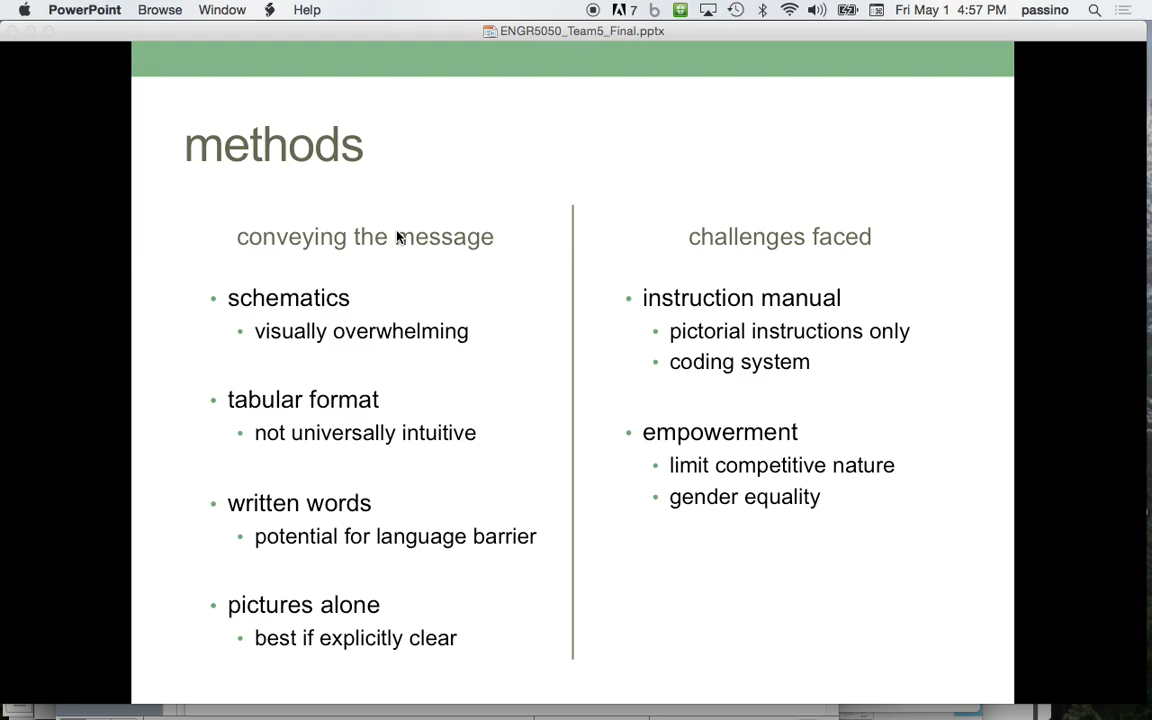 PowerPoint Browse Window Help 7 Fri May 1 4:57 PM passino
ENGR5050_Team5_Final.pptx
methods
conveying the message
• schematics
• visually overwhelming
• tabular format
• not universally intuitive
• written words
• potential for language barrier
• pictures alone
• best if explicitly clear
challenges faced
• instruction manual
• pictorial instructions only
• coding system
• empowerment
• limit competitive nature
• gender equality